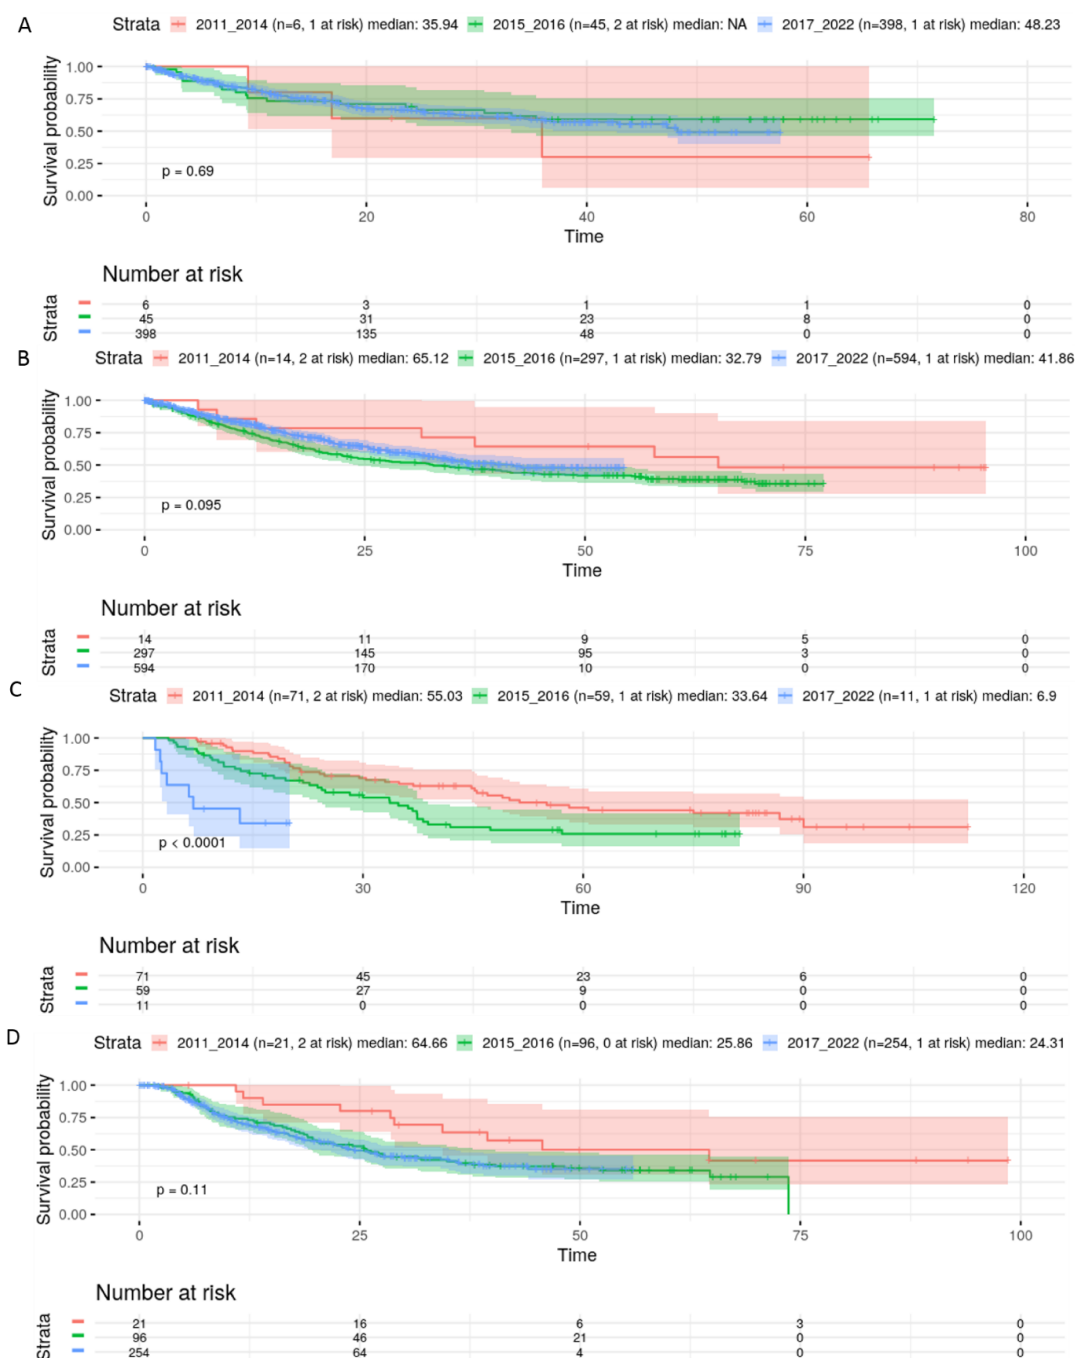 A
Strata 2011_2014 (n=6, 1 at risk) median: 35.94 2015_2016 (n=45, 2 at risk) median: NA 2017_2022 (n=398, 1 at risk) median: 48.23
Survival probability
1.00
0.75
0.50
0.25
0.00
p = 0.69
0 20 40 60 80
Time
Number at risk
Strata
6 3 1 1 0
45 31 23 8 0
398 135 48 0 0
B
Strata 2011_2014 (n=14, 2 at risk) median: 65.12 2015_2016 (n=297, 1 at risk) median: 32.79 2017_2022 (n=594, 1 at risk) median: 41.86
Survival probability
1.00
0.75
0.50
0.25
0.00
p = 0.095
0 25 50 75 100
Time
Number at risk
Strata
14 11 9 5 0
297 145 95 3 0
594 170 10 0 0
C
Strata 2011_2014 (n=71, 2 at risk) median: 55.03 2015_2016 (n=59, 1 at risk) median: 33.64 2017_2022 (n=11, 1 at risk) median: 6.9
Survival probability
1.00
0.75
0.50
0.25
0.00
p < 0.0001
0 30 60 90 120
Time
Number at risk
Strata
71 45 23 6 0
59 27 9 0 0
11 0 0 0 0
D
Strata 2011_2014 (n=21, 2 at risk) median: 64.66 2015_2016 (n=96, 0 at risk) median: 25.86 2017_2022 (n=254, 1 at risk) median: 24.31
Survival probability
1.00
0.75
0.50
0.25
0.00
p = 0.11
0 25 50 75 100
Time
Number at risk
Strata
21 16 6 3 0
96 46 21 0 0
254 64 4 0 0